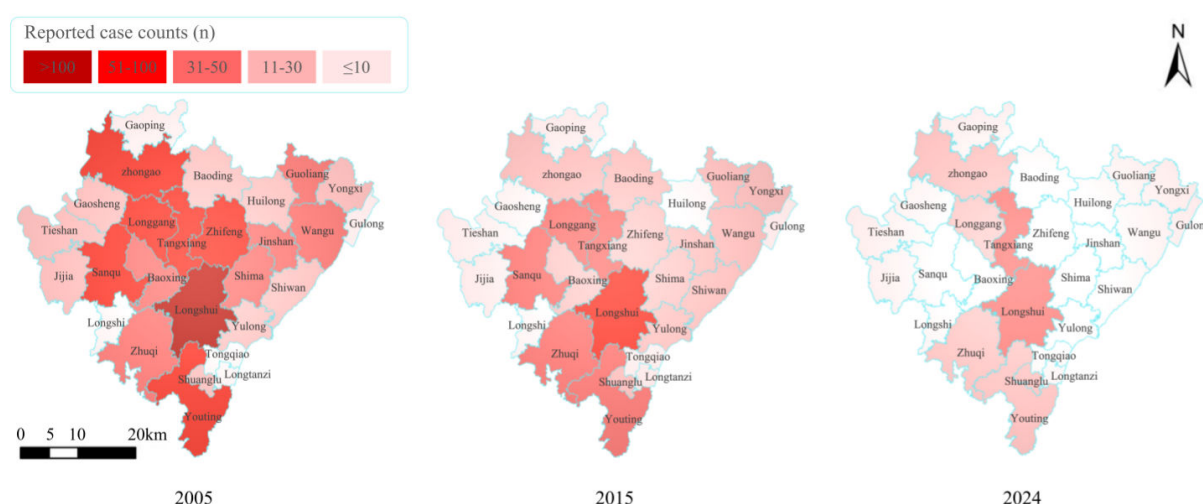 Reported case counts (n)
>100 51-100 31-50 11-30 ≤10
N
Gaoping
zhongao
Baoding
Guoliang
Yongxi
Gaosheng
Huilong
Longgang
Gulong
Tieshan
Zhifeng
Wangu
Tangxiang
Jinshan
Jijia
Sanqu
Baoxing
Shima
Shiwan
Longshui
Longshi
Yulong
Zhuqi
Tongqiao
Shuanglu
Longtanzi
Youting
0 5 10 20km
2005
Gaoping
zhongao
Baoding
Guoliang
Yongxi
Gaosheng
Huilong
Longgang
Gulong
Tieshan
Zhifeng
Wangu
Tangxiang
Jinshan
Jijia
Sanqu
Baoxing
Shima
Shiwan
Longshui
Longshi
Yulong
Zhuqi
Tongqiao
Shuanglu
Longtanzi
Youting
2015
Gaoping
zhongao
Baoding
Guoliang
Yongxi
Gaosheng
Huilong
Longgang
Gulong
Tieshan
Zhifeng
Wangu
Tangxiang
Jinshan
Jijia
Sanqu
Baoxing
Shima
Shiwan
Longshui
Longshi
Yulong
Zhuqi
Tongqiao
Shuanglu
Longtanzi
Youting
2024